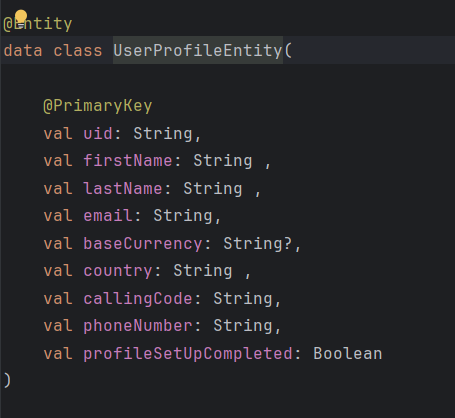 @Entity
data class UserProfileEntity(
@PrimaryKey
val uid: String,
val firstName: String ,
val lastName: String ,
val email: String,
val baseCurrency: String?,
val country: String ,
val callingCode: String,
val phoneNumber: String,
val profileSetUpCompleted: Boolean
)